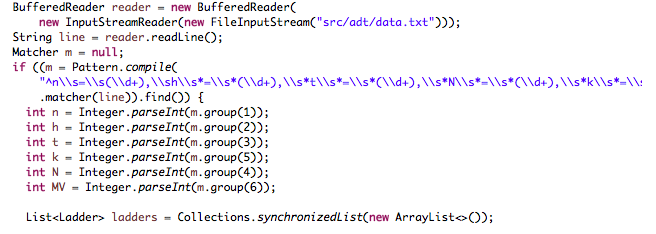 BufferedReader reader = new BufferedReader(
new InputStreamReader(new FileInputStream("src/adt/data.txt")));
String line = reader.readLine();
Matcher m = null;
if ((m = Pattern.compile(
"^n\\s=\\s(\\d+),\\sh\\s*=\\s*(\\d+),\\s*t\\s*=\\s*(\\d+),\\s*N\\s*=\\s*(\\d+),\\s*k\\s*=\\s
.matcher(line)).find()) {
int n = Integer.parseInt(m.group(1));
int h = Integer.parseInt(m.group(2));
int t = Integer.parseInt(m.group(3));
int k = Integer.parseInt(m.group(5));
int N = Integer.parseInt(m.group(4));
int MV = Integer.parseInt(m.group(6));
List<Ladder> ladders = Collections.synchronizedList(new ArrayList<>());